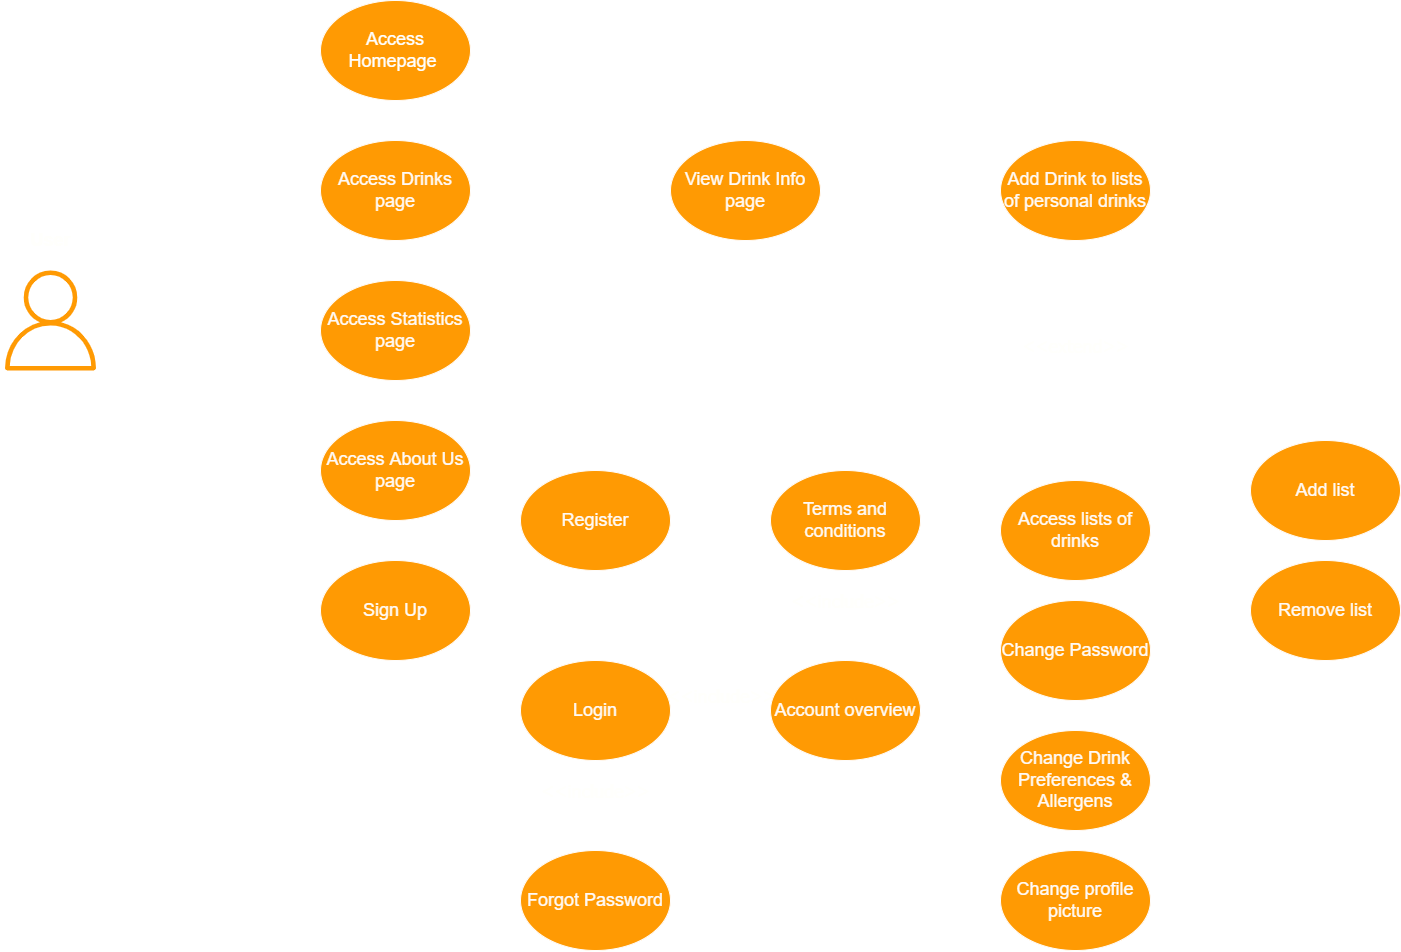 Access
Homepage
Access Drinks
page
View Drink Info
page
Add Drink to lists
of personal drinks
Access Statistics
page
Access About Us
page
Register
Terms and
conditions
Access lists of
drinks
Add list
Sign Up
Remove list
Change Password
Login
Account overview
Change Drink
Preferences &
Allergens
Forgot Password
Change profile
picture